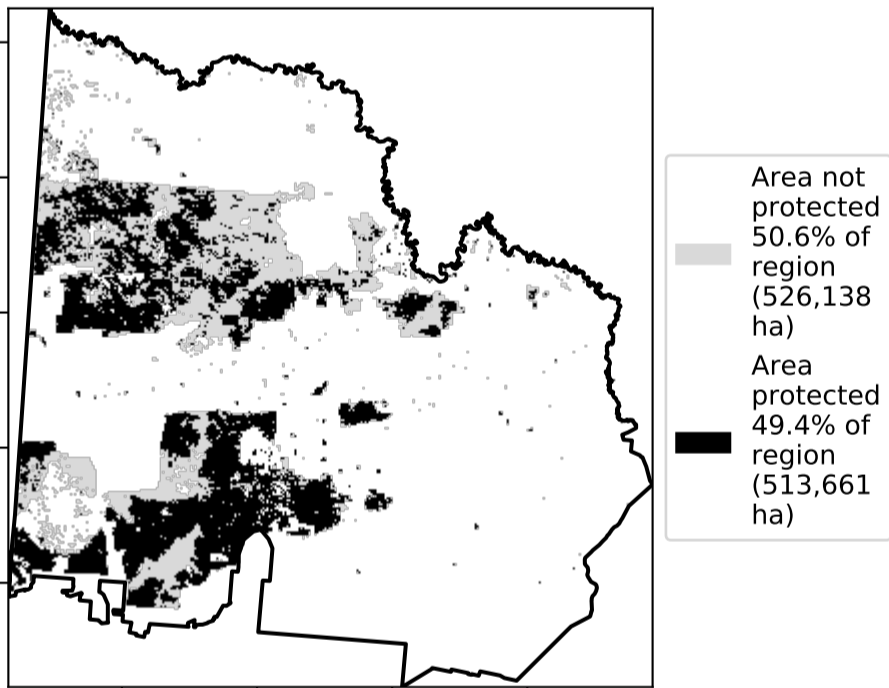 Area not
protected
50.6% of
region
(526,138
ha)
Area
protected
49.4% of
region
(513,661
ha)